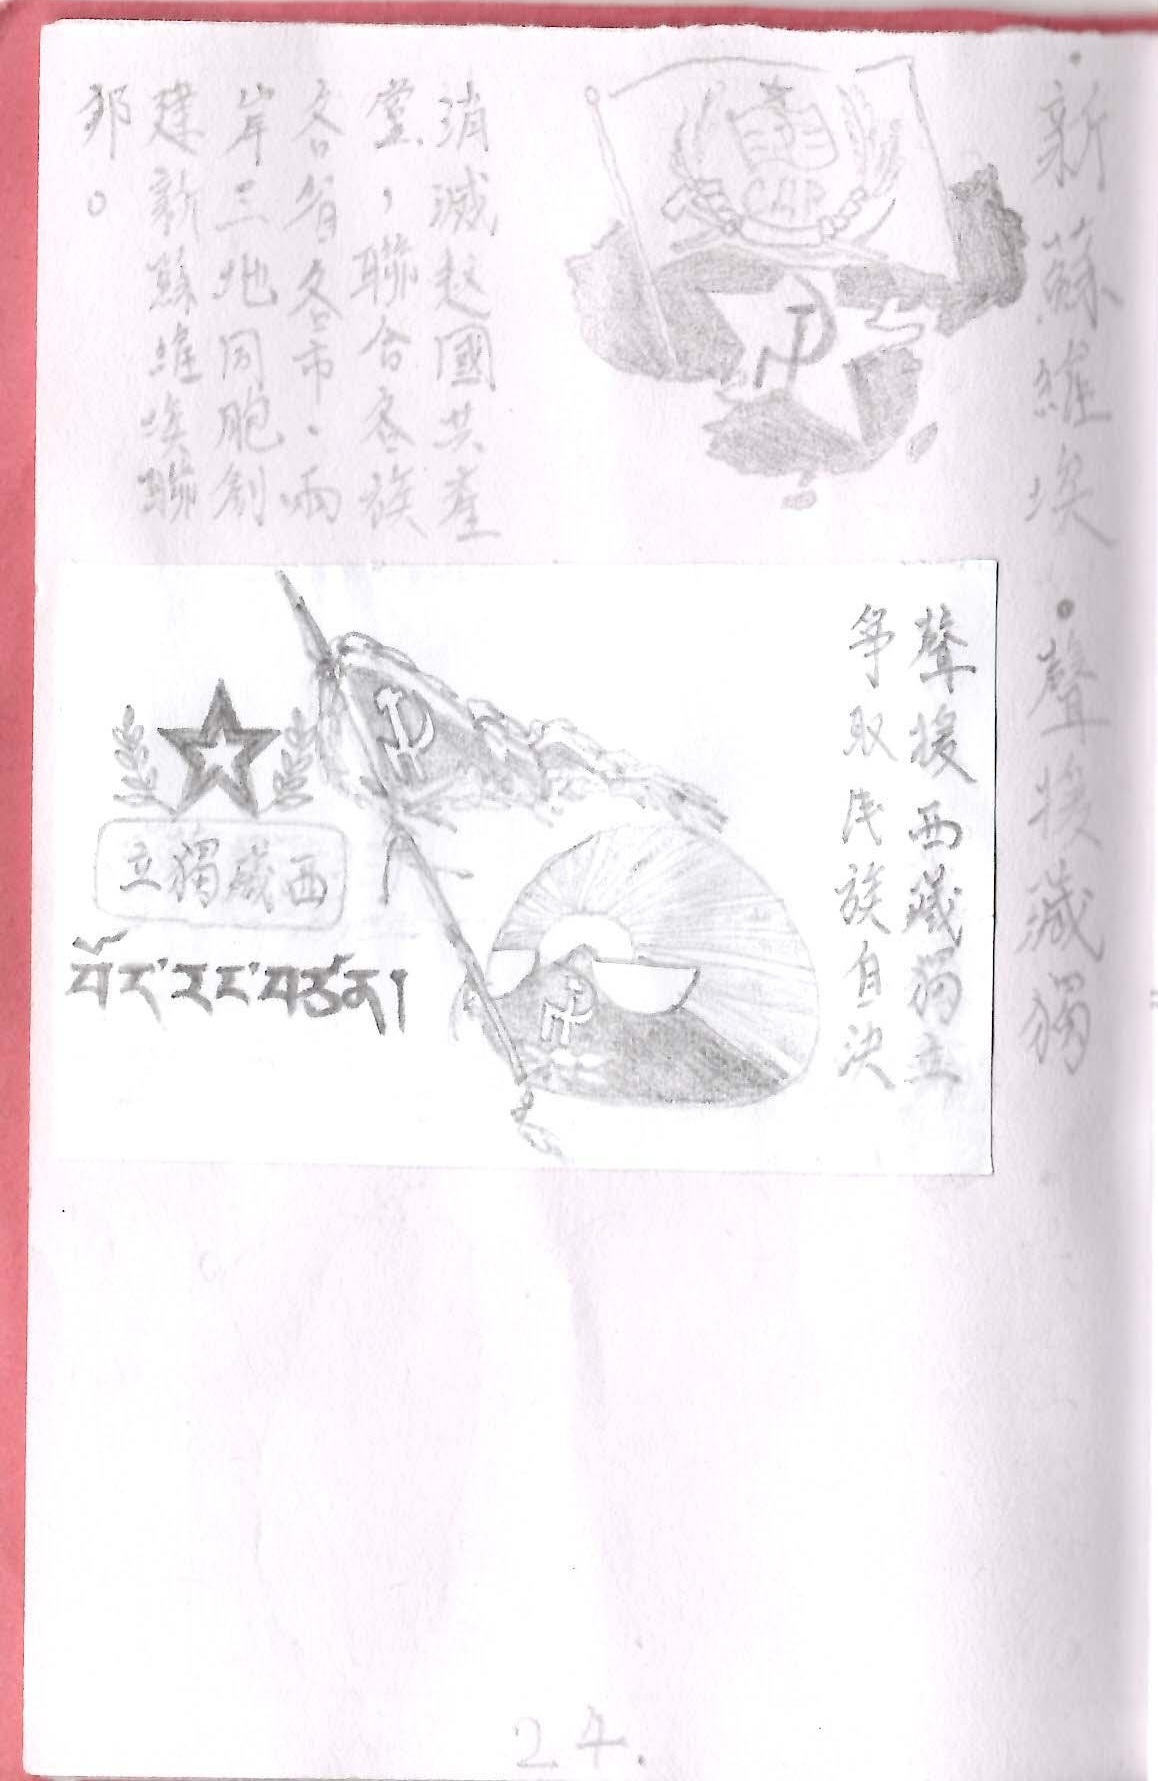 ・新蘇維埃・聲援藏獨
消滅赵國共產
黨，聯合各族
各省各市、兩
岸三地同胞創
建新蘇維埃聯
邦。
聲援西藏獨立
爭取民族自決
西藏獨立
བོད་རང་བཙན།
24.